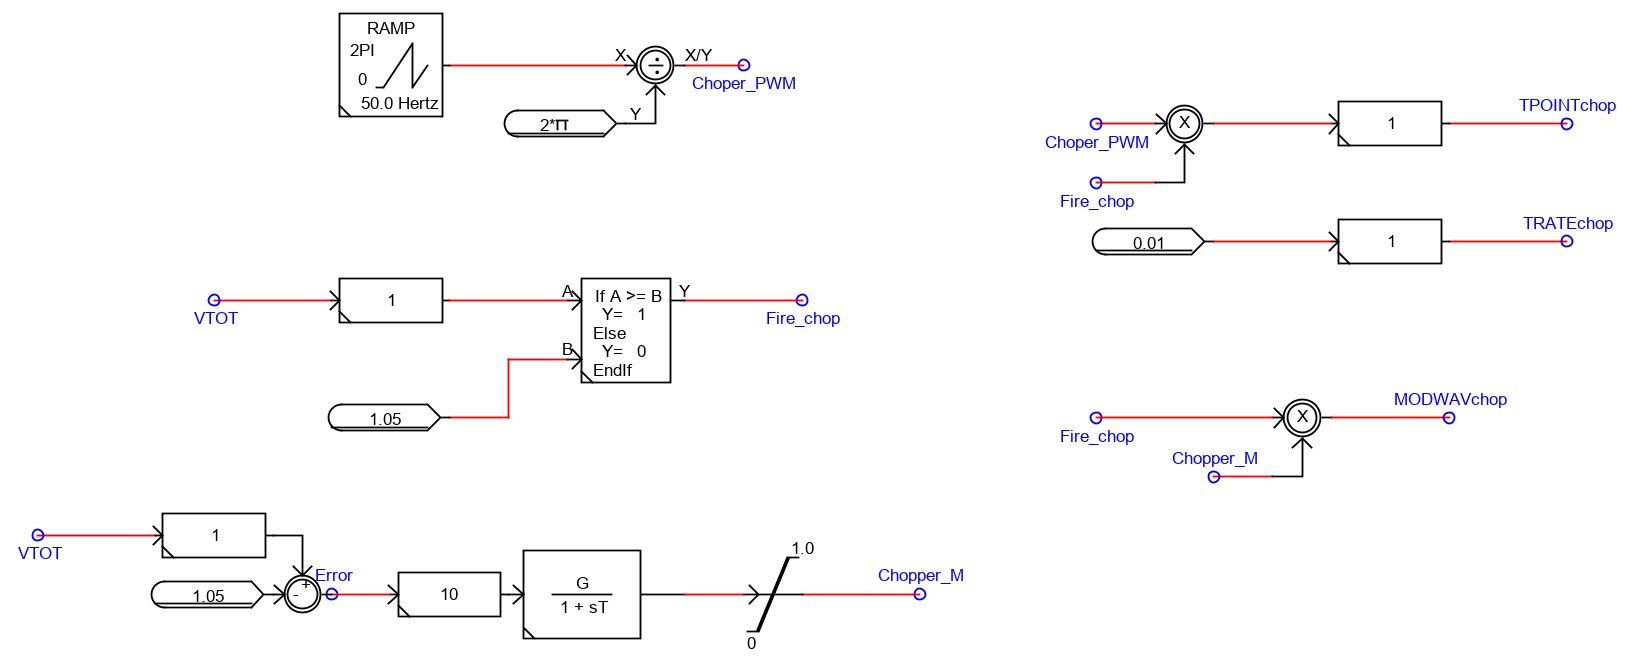 RAMP
2PI
0
50.0 Hertz
X
÷
X/Y
Choper_PWM
2*π
Y
Choper_PWM
X
Fire_chop
1
TPOINTchop
0.01
1
TRATEchop
VTOT
1
A
B
If A >= B
Y= 1
Else
Y= 0
EndIf
Y
Fire_chop
1.05
Fire_chop
X
Chopper_M
MODWAVchop
VTOT
1
1.05
+
-
Error
10
G
1 + sT
1.0
0
Chopper_M